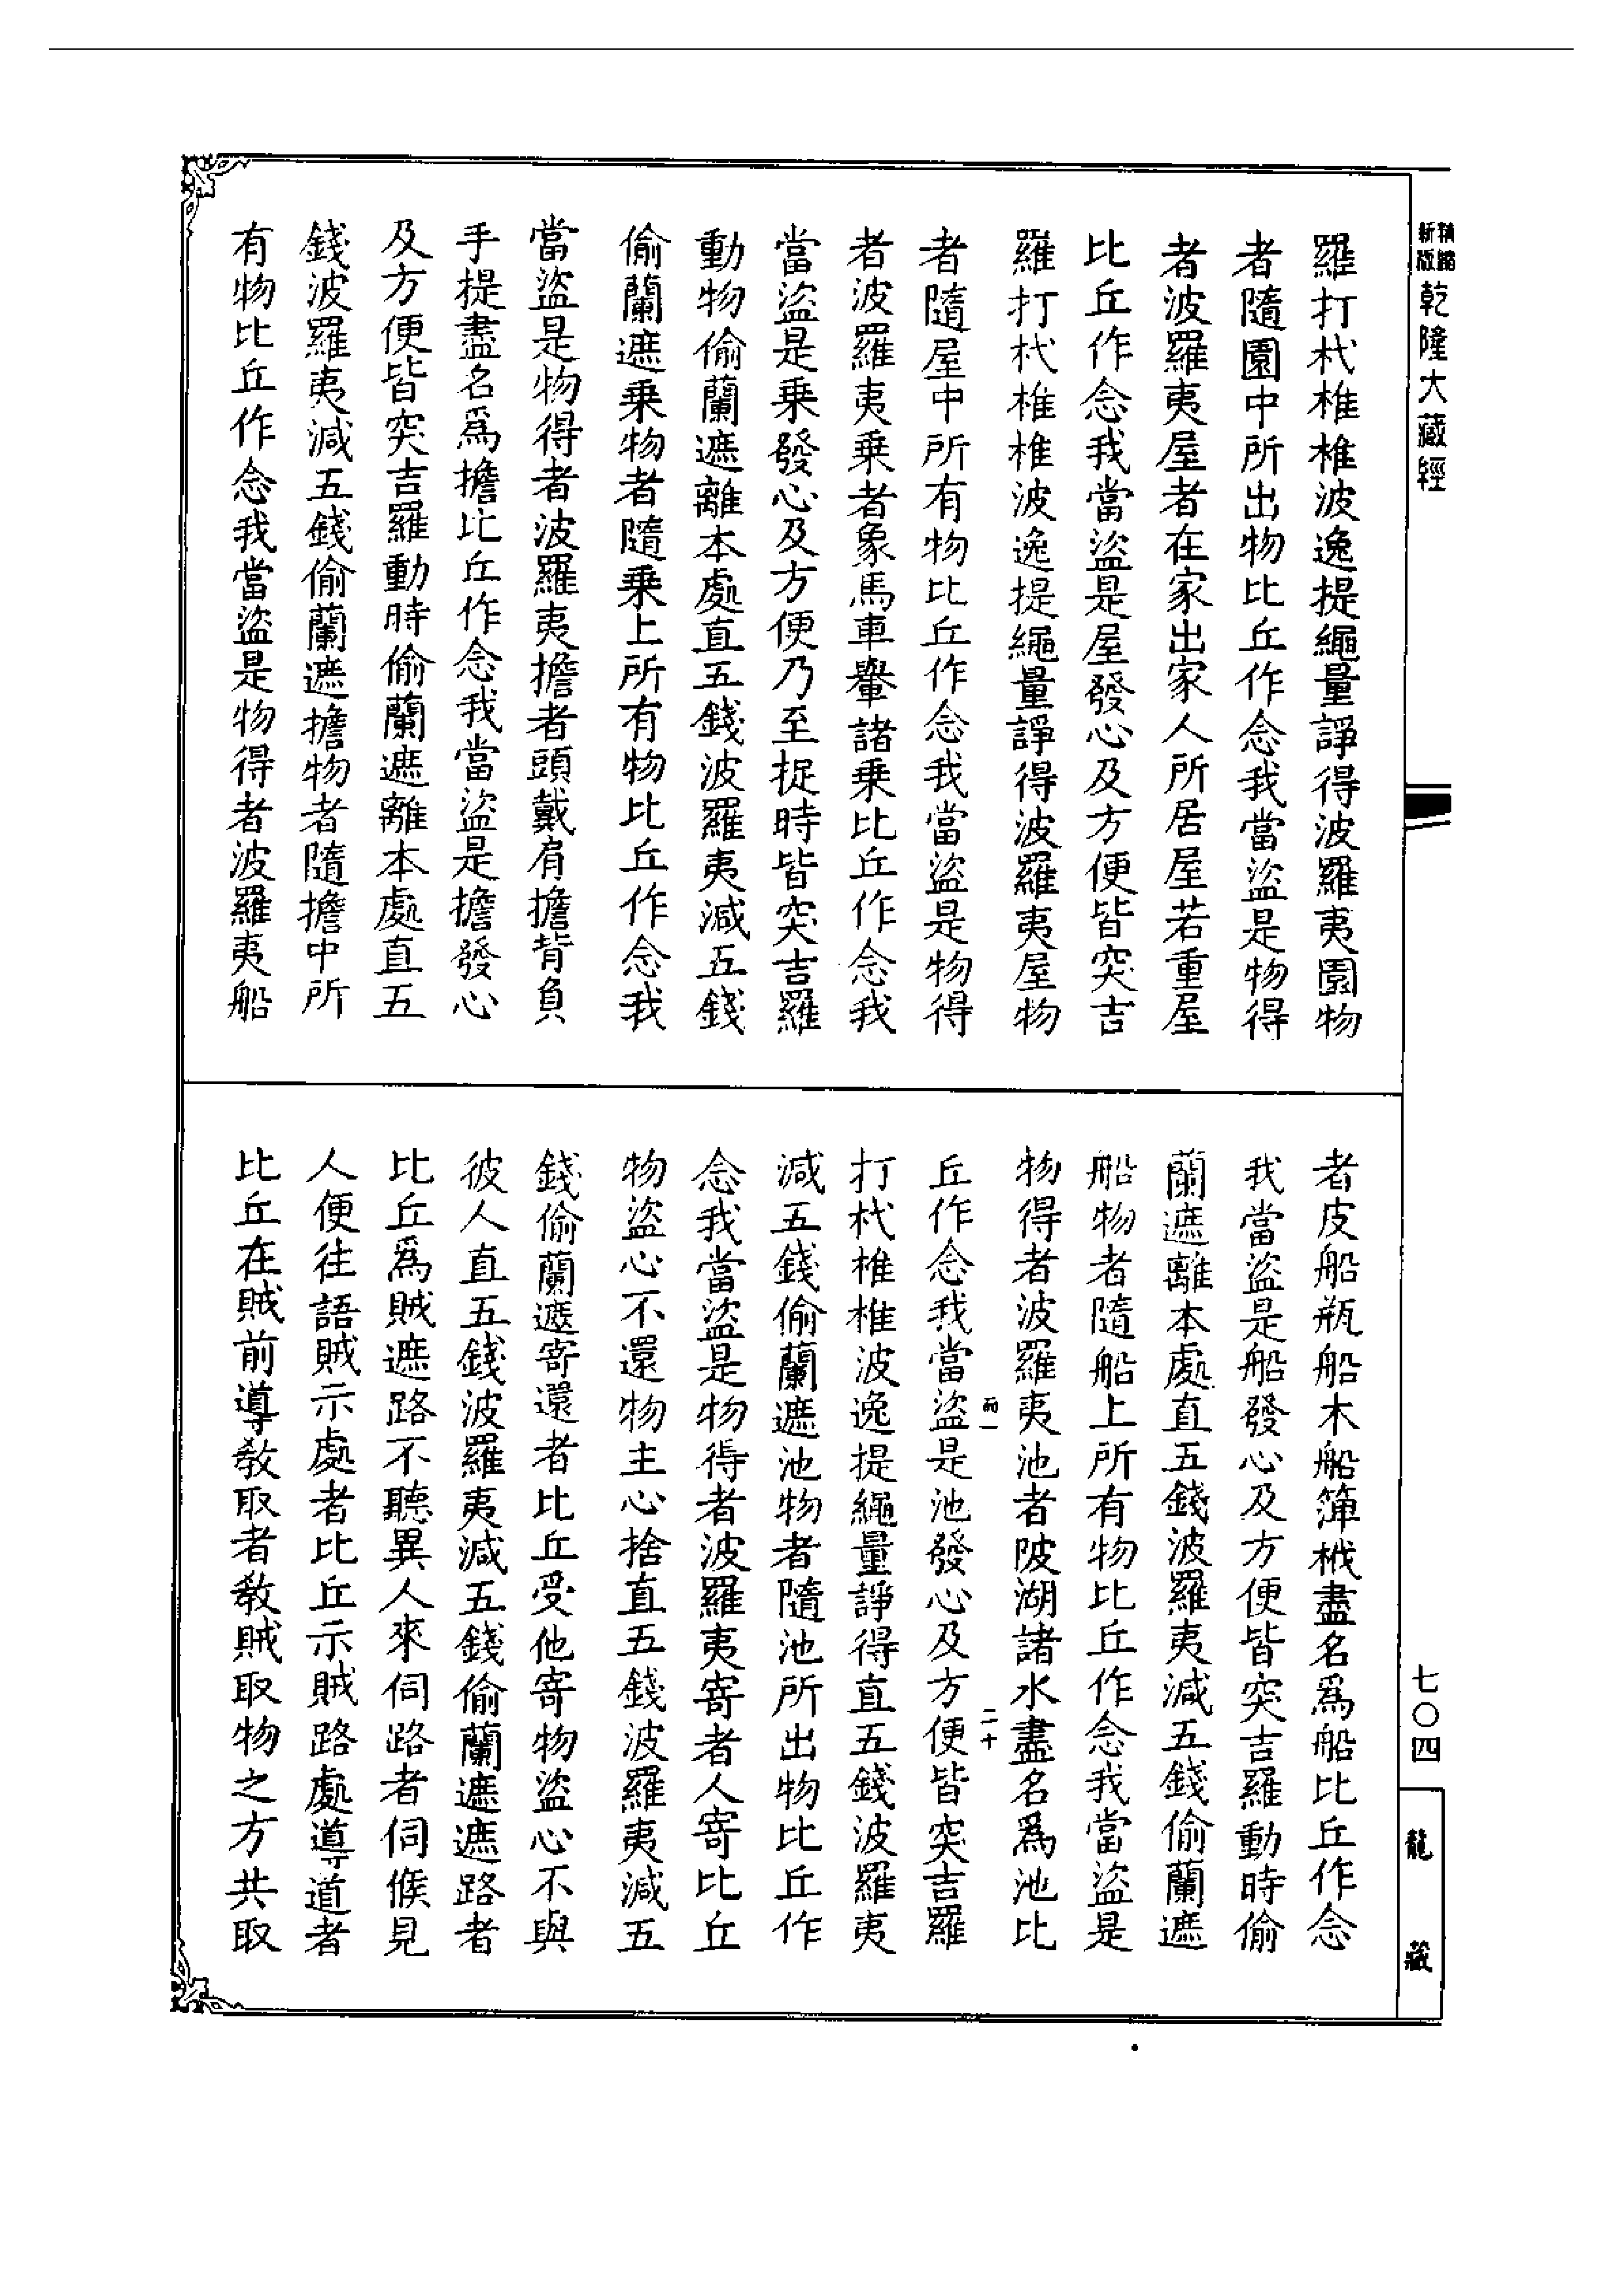 新版 精縮 乾隆大藏經
羅打杙椎椎波逸提繩量諍得波羅夷園物
者隨園中所出物比丘作念我當盜是物得
者波羅夷屋者在家出家人所居屋若重屋
比丘作念我當盜是屋發心及方便皆突吉
羅打杙椎椎波逸提繩量諍得波羅夷屋物
者隨屋中所有物比丘作念我當盜是物得
者波羅夷乗者象馬車轝諸乗比丘作念我
當盜是乗發心及方便乃至捉時皆突吉羅
動物偷蘭遮離本處直五錢波羅夷減五錢
偷蘭遮乗物者隨乗上所有物比丘作念我
當盜是物得者波羅夷擔者頭戴肩擔背負
手提盡名爲擔比丘作念我當盜是擔發心
及方便皆突吉羅動時偷蘭遮離本處直五
錢波羅夷減五錢偷蘭遮擔物者隨擔中所
有物比丘作念我當盜是物得者波羅夷船
者皮船瓶船木船箄栰盡名爲船比丘作念
我當盜是船發心及方便皆突吉羅動時偷
蘭遮離本處直五錢波羅夷減五錢偷蘭遮
船物者隨船上所有物比丘作念我當盜是
物得者波羅夷池者陂湖諸水盡名爲池比
二十
丘作念我當盜是池發心及方便皆突吉羅
打杙椎椎波逸提繩量諍得直五錢波羅夷
減五錢偷蘭遮池物者隨池所出物比丘作
念我當盜是物得者波羅夷寄者人寄比丘
物盜心不還物主心捨直五錢波羅夷減五
錢偷蘭遮寄還者比丘受他寄物盜心不與
彼人直五錢波羅夷減五錢偷蘭遮遮路者
比丘爲賊遮路不聽異人來伺路者伺候見
人便往語賊示處者比丘示賊路處導道者
比丘在賊前導教取者教賊取物之方共取
七〇四
龍藏